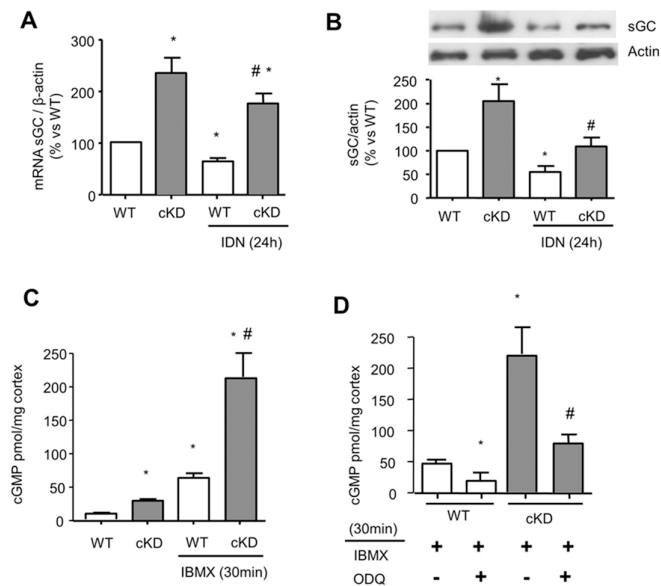 A
mRNA sGC / β-actin
(% vs WT)
300
200
100
0
*
*
# *
WT
cKD
WT
cKD
IDN (24h)
B
sGC
Actin
sGC/actin
(% vs WT)
250
200
150
100
50
0
*
*
#
WT
cKD
WT
cKD
IDN (24h)
C
cGMP pmol/mg cortex
250
200
150
100
50
0
*
*
* #
WT
cKD
WT
cKD
IBMX (30min)
D
cGMP pmol/mg cortex
250
200
150
100
50
0
*
*
#
WT
cKD
(30min)
IBMX + + + +
ODQ - + - +